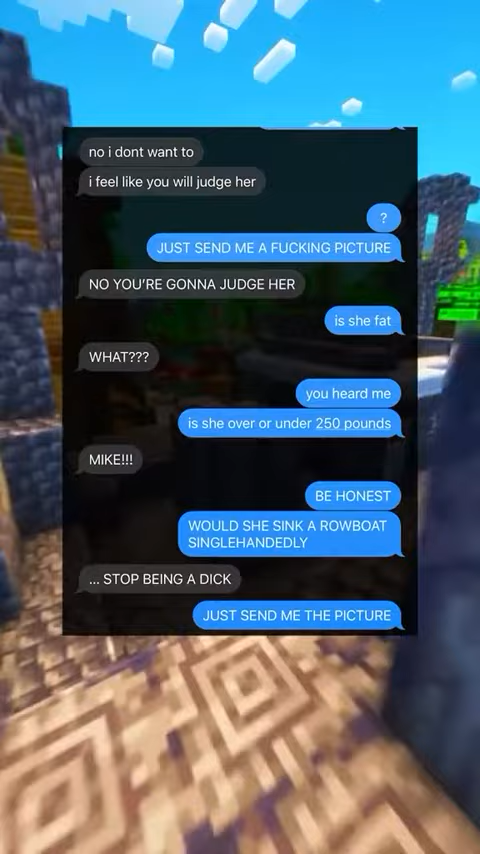 no i dont want to
i feel like you will judge her
?
JUST SEND ME A FUCKING PICTURE
NO YOU'RE GONNA JUDGE HER
is she fat
WHAT???
you heard me
is she over or under 250 pounds
MIKE!!!
BE HONEST
WOULD SHE SINK A ROWBOAT
SINGLEHANDEDLY
... STOP BEING A DICK
JUST SEND ME THE PICTURE